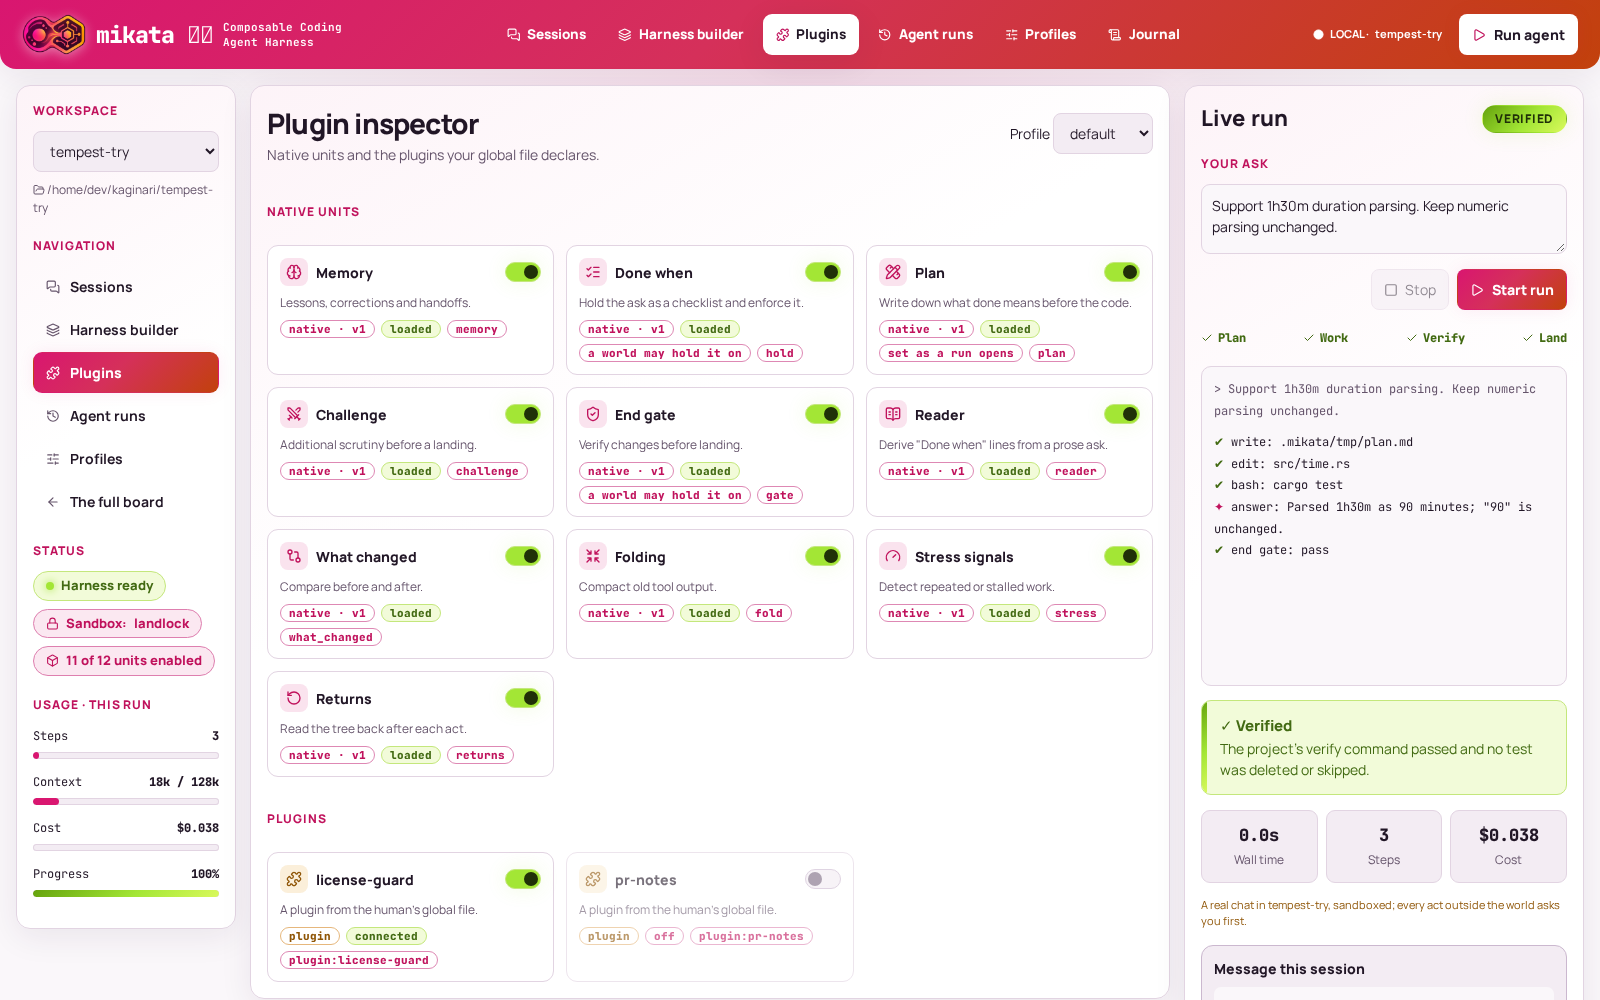 mikata
Composable Coding
Agent Harness
Sessions
Harness builder
Plugins
Agent runs
Profiles
Journal
LOCAL · tempest-try
Run agent
WORKSPACE
tempest-try
/home/dev/kaginari/tempest-
try
NAVIGATION
Sessions
Harness builder
Plugins
Agent runs
Profiles
The full board
STATUS
Harness ready
Sandbox: landlock
11 of 12 units enabled
USAGE · THIS RUN
Steps 3
Context 18k / 128k
Cost $0.038
Progress 100%
Plugin inspector
Native units and the plugins your global file declares.
Profile default
NATIVE UNITS
Memory
Lessons, corrections and handoffs.
native · v1 loaded memory
Done when
Hold the ask as a checklist and enforce it.
native · v1 loaded
a world may hold it on hold
Plan
Write down what done means before the code.
native · v1 loaded
set as a run opens plan
Challenge
Additional scrutiny before a landing.
native · v1 loaded challenge
End gate
Verify changes before landing.
native · v1 loaded
a world may hold it on gate
Reader
Derive "Done when" lines from a prose ask.
native · v1 loaded reader
What changed
Compare before and after.
native · v1 loaded
what_changed
Folding
Compact old tool output.
native · v1 loaded fold
Stress signals
Detect repeated or stalled work.
native · v1 loaded stress
Returns
Read the tree back after each act.
native · v1 loaded returns
PLUGINS
license-guard
A plugin from the human's global file.
plugin connected
plugin:license-guard
pr-notes
A plugin from the human's global file.
plugin off plugin:pr-notes
Live run
VERIFIED
YOUR ASK
Support 1h30m duration parsing. Keep numeric
parsing unchanged.
Stop
Start run
✓ Plan ✓ Work ✓ Verify ✓ Land
> Support 1h30m duration parsing. Keep numeric
parsing unchanged.
✔ write: .mikata/tmp/plan.md
✔ edit: src/time.rs
✔ bash: cargo test
✦ answer: Parsed 1h30m as 90 minutes; "90" is
unchanged.
✔ end gate: pass
✓ Verified
The project's verify command passed and no test
was deleted or skipped.
0.0s
Wall time
3
Steps
$0.038
Cost
A real chat in tempest-try, sandboxed; every act outside the world asks
you first.
Message this session